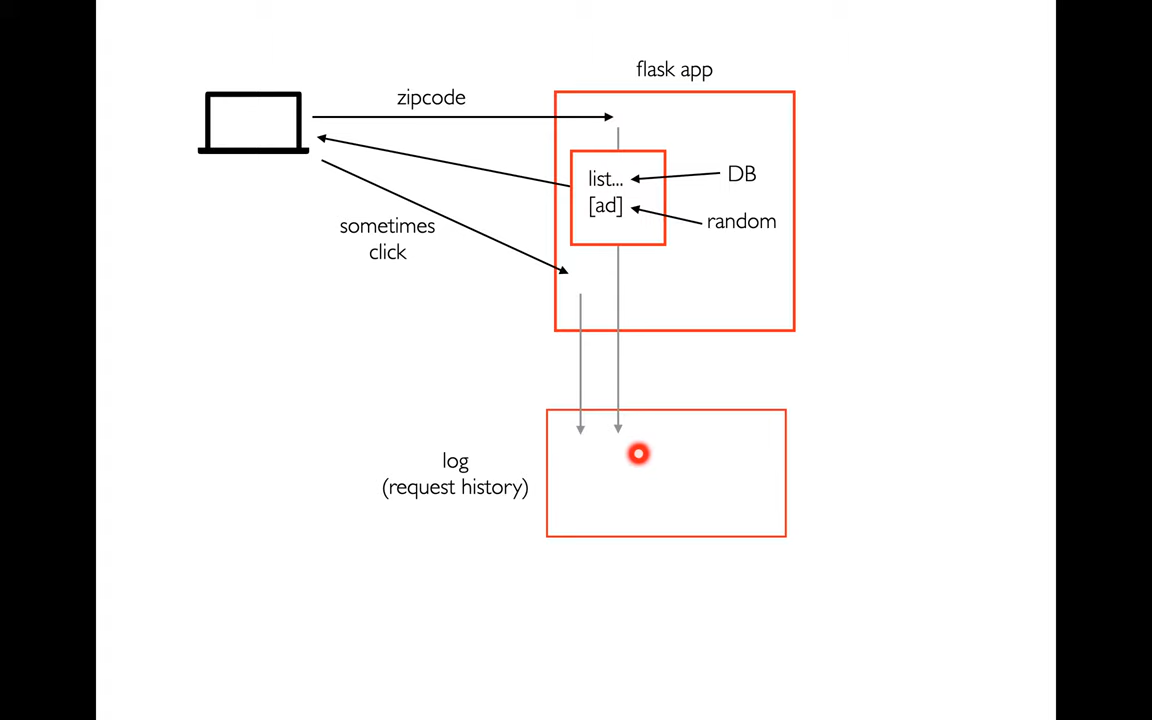 flask app
zipcode
list...
DB
[ad]
random
sometimes
click
log
(request history)